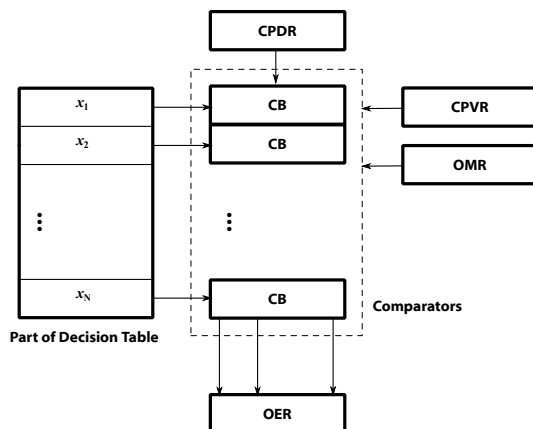 CPDR
x1
CB
CPVR
x2
CB
OMR
xN
CB
Comparators
Part of Decision Table
OER